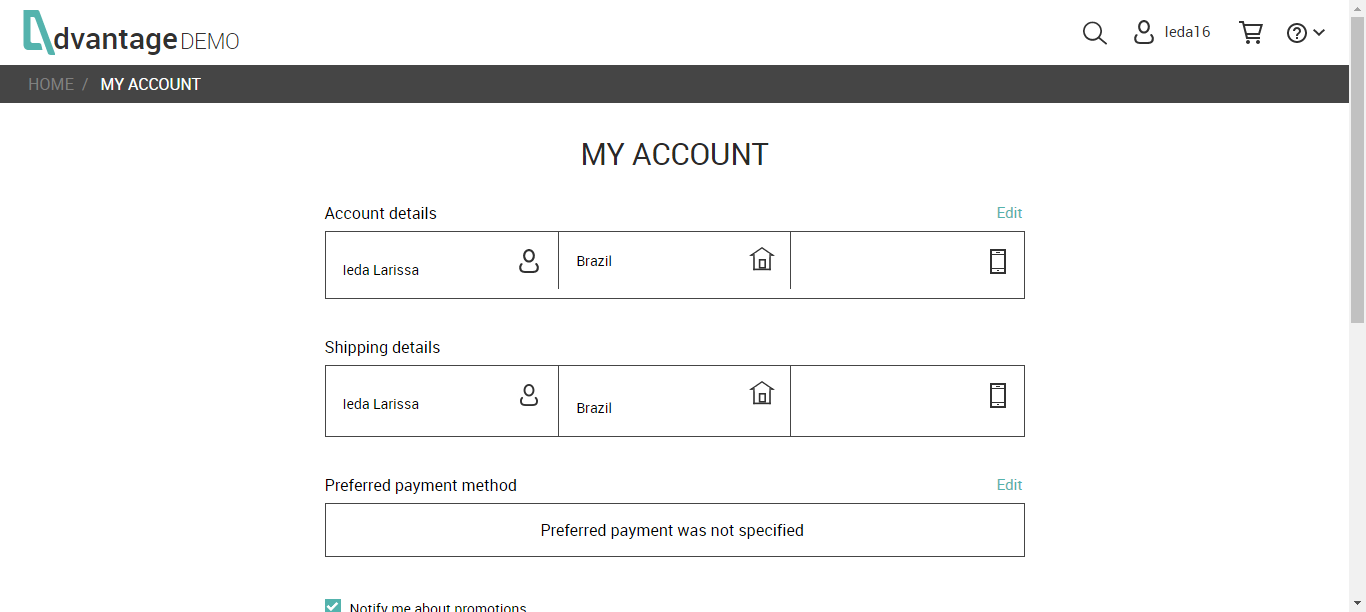 dvantage DEMO
Ieda16
HOME / MY ACCOUNT
MY ACCOUNT
Account details Edit
Ieda Larissa Brazil
Shipping details
Ieda Larissa Brazil
Preferred payment method Edit
Preferred payment was not specified
Notify me about promotions